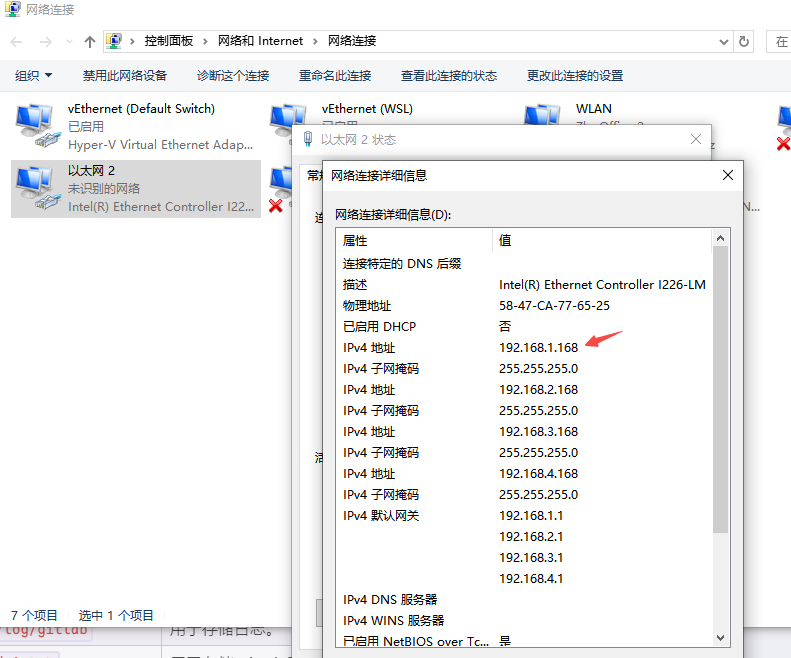 网络连接
控制面板 › 网络和 Internet › 网络连接
在
组织 禁用此网络设备 诊断这个连接 重命名此连接 查看此连接的状态 更改此连接的设置
vEthernet (Default Switch)
已启用
Hyper-V Virtual Ethernet Adap...
vEthernet (WSL)
已启用
WLAN
以太网 2
未识别的网络
Intel(R) Ethernet Controller I22...
以太网 2 状态
常规
网络连接详细信息
网络连接详细信息(D):
属性 值
连接特定的 DNS 后缀
描述 Intel(R) Ethernet Controller I226-LM
物理地址 58-47-CA-77-65-25
已启用 DHCP 否
IPv4 地址 192.168.1.168
IPv4 子网掩码 255.255.255.0
IPv4 地址 192.168.2.168
IPv4 子网掩码 255.255.255.0
IPv4 地址 192.168.3.168
IPv4 子网掩码 255.255.255.0
IPv4 地址 192.168.4.168
IPv4 子网掩码 255.255.255.0
IPv4 默认网关 192.168.1.1
192.168.2.1
192.168.3.1
192.168.4.1
IPv4 DNS 服务器
IPv4 WINS 服务器
已启用 NetBIOS over Tc... 是
7 个项目 选中 1 个项目
log/gitlab 用于存储日志。